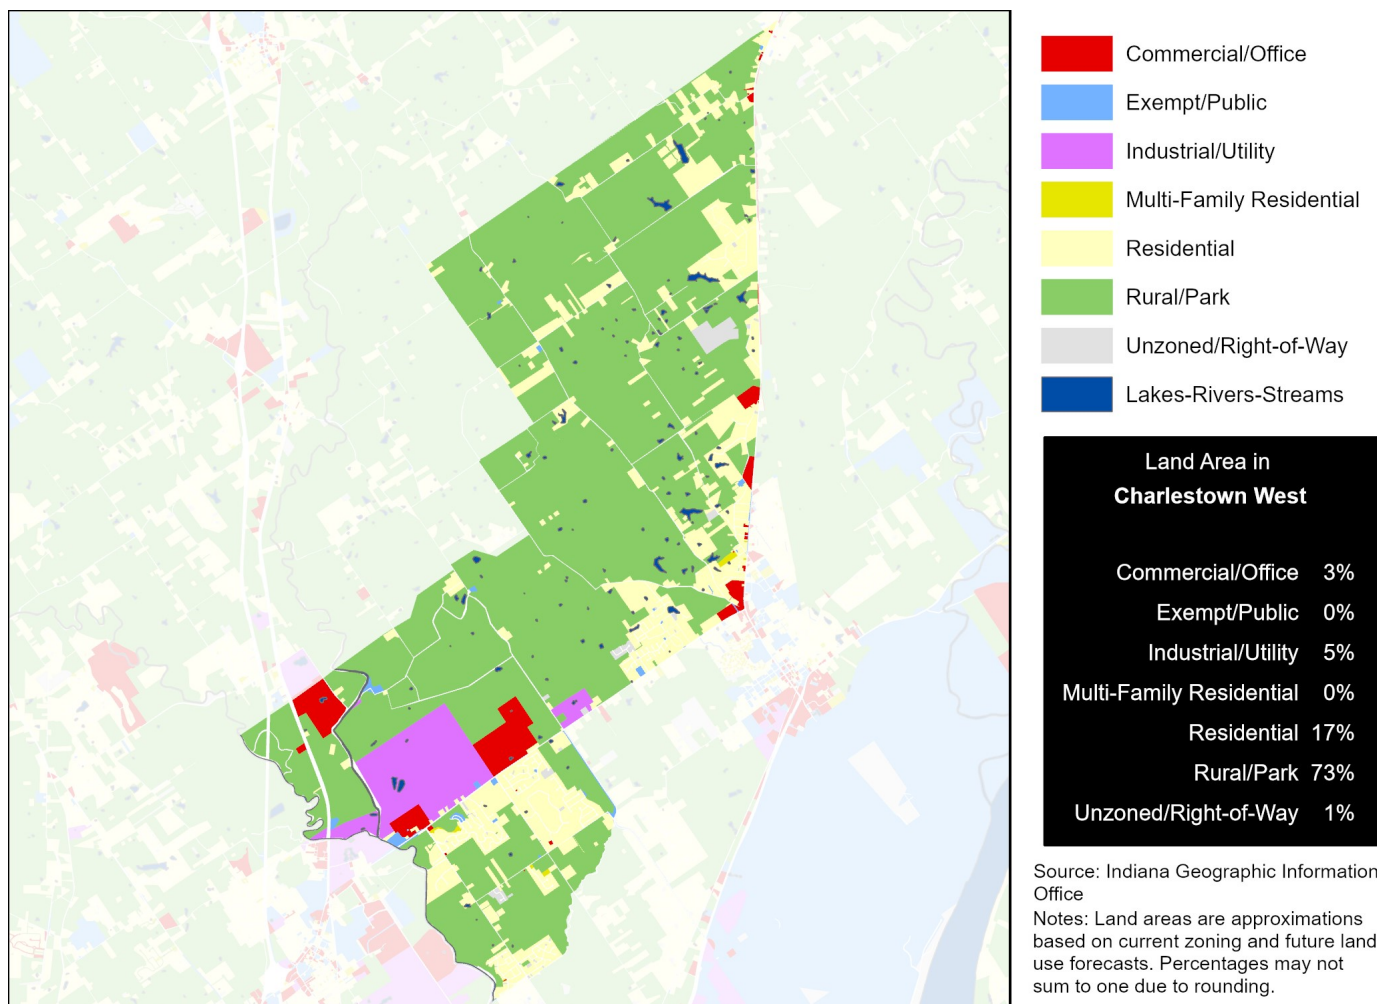 Commercial/Office
Exempt/Public
Industrial/Utility
Multi-Family Residential
Residential
Rural/Park
Unzoned/Right-of-Way
Lakes-Rivers-Streams
Land Area in
Charlestown West
Commercial/Office 3%
Exempt/Public 0%
Industrial/Utility 5%
Multi-Family Residential 0%
Residential 17%
Rural/Park 73%
Unzoned/Right-of-Way 1%
Source: Indiana Geographic Information
Office
Notes: Land areas are approximations
based on current zoning and future land
use forecasts. Percentages may not
sum to one due to rounding.